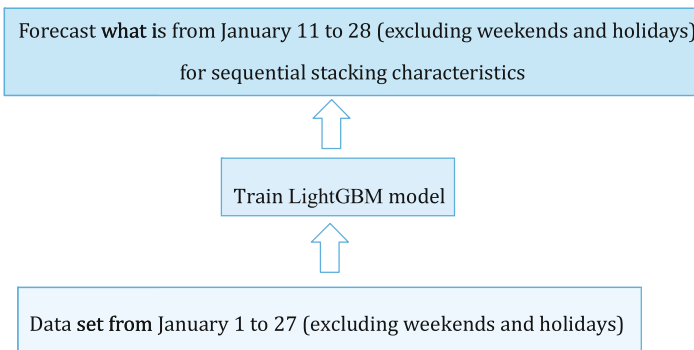 Forecast what is from January 11 to 28 (excluding weekends and holidays)
for sequential stacking characteristics
Train LightGBM model
Data set from January 1 to 27 (excluding weekends and holidays)